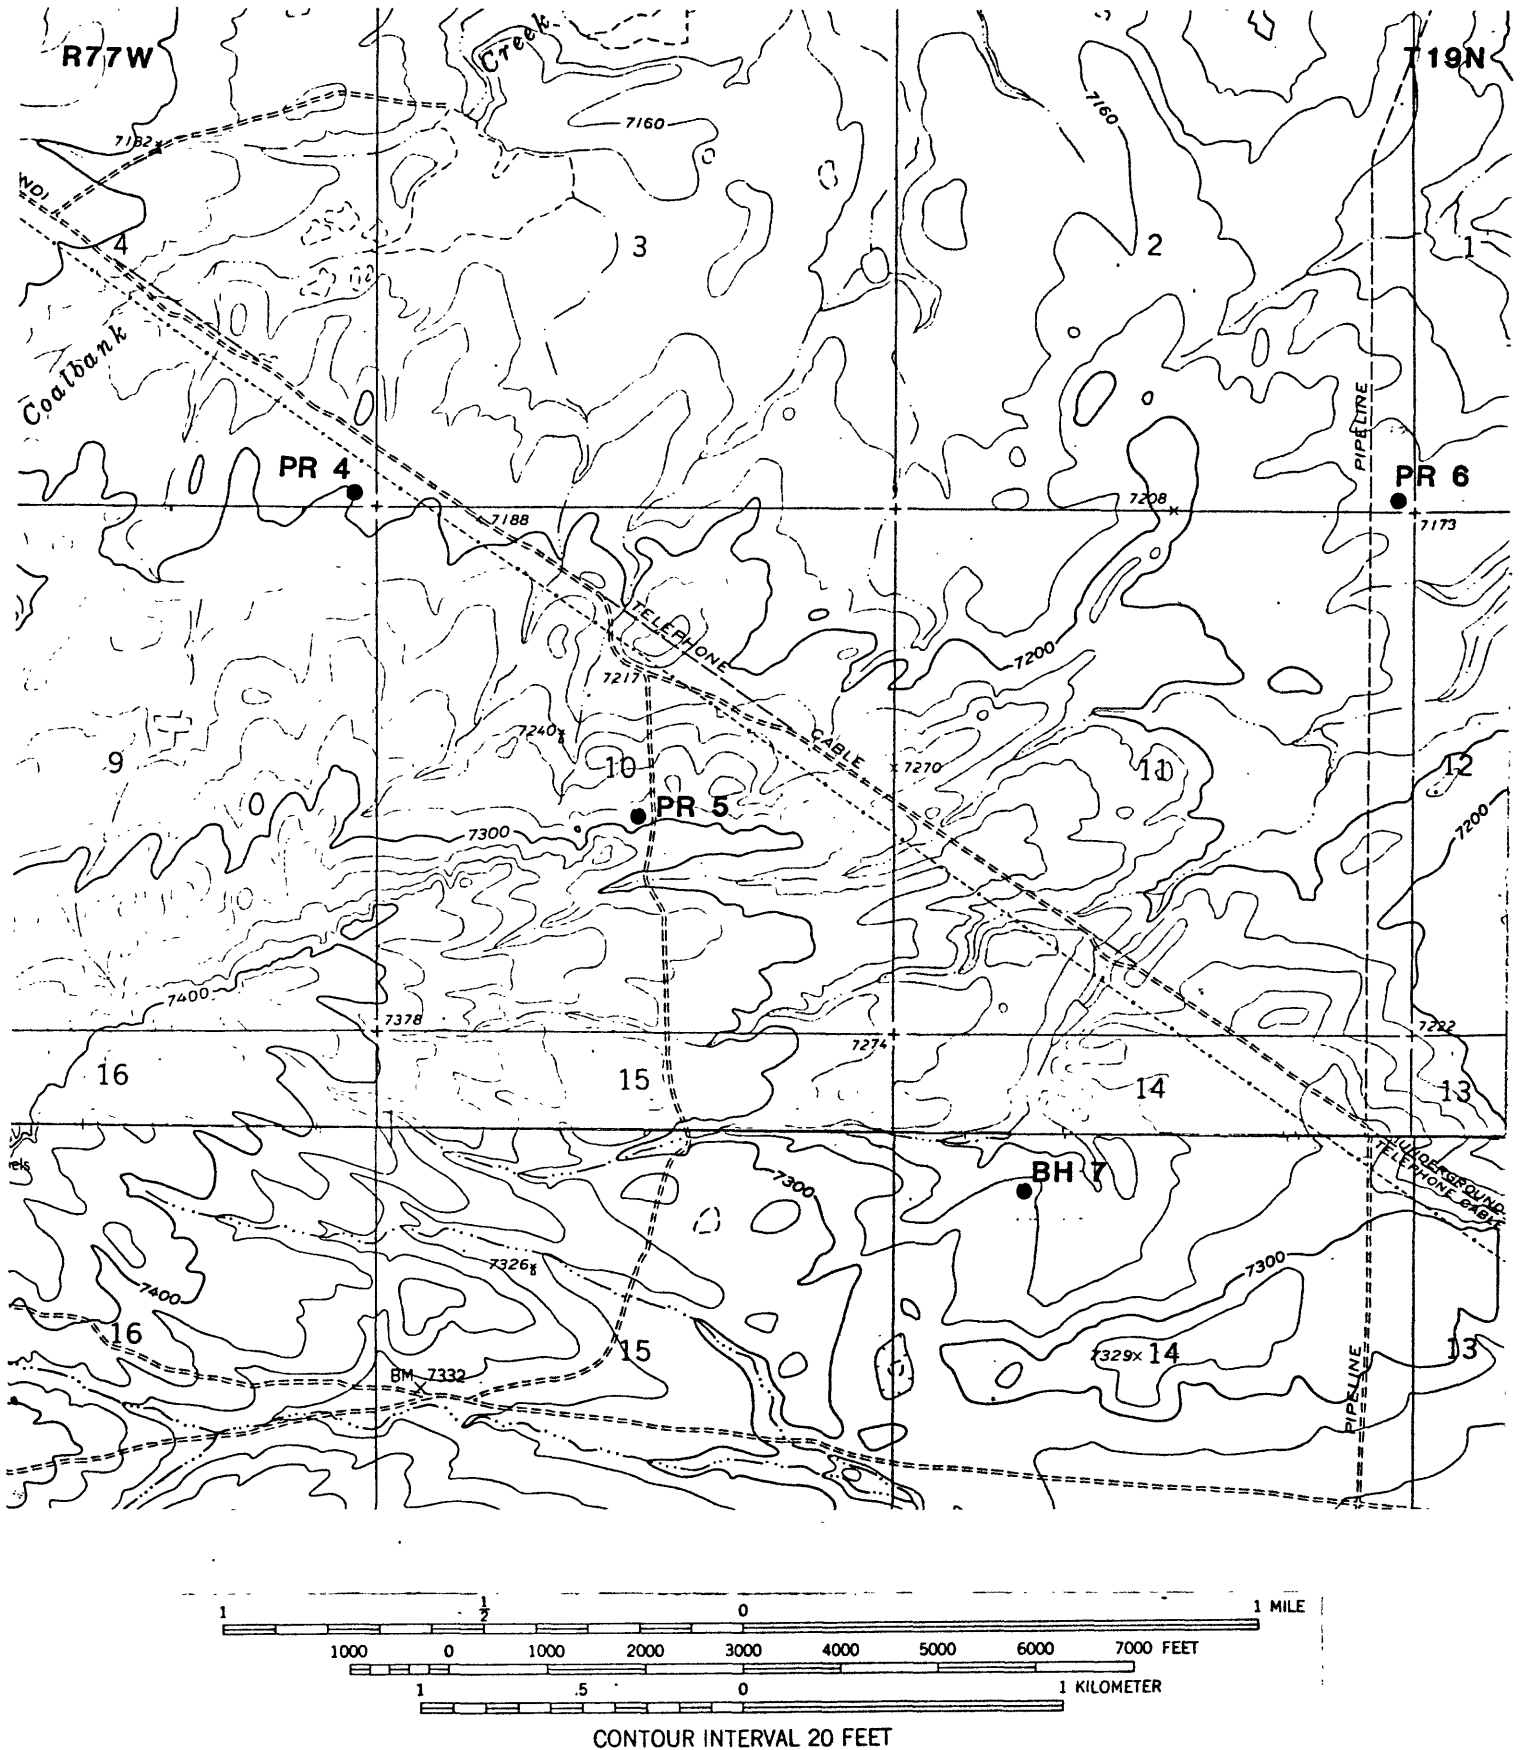 R77W
Creek
T19N
7160
7160
7182
4
3
2
1
Coalbank
PIPELINE
PR 4
PR 6
7208
7188
7173
TELEPHONE
7200
7217
7240
CABLE
9
10
7270
11
12
PR 5
7300
7200
7400
7378
7274
7222
16
15
14
13
UNDERGROUND
TELEPHONE CABLE
els
BH 7
7300
7326
7300
7400
16
15
7329 14
13
BM 7332
PIPELINE
1 1/2 0 1 MILE
1000 0 1000 2000 3000 4000 5000 6000 7000 FEET
1 .5 0 1 KILOMETER
CONTOUR INTERVAL 20 FEET